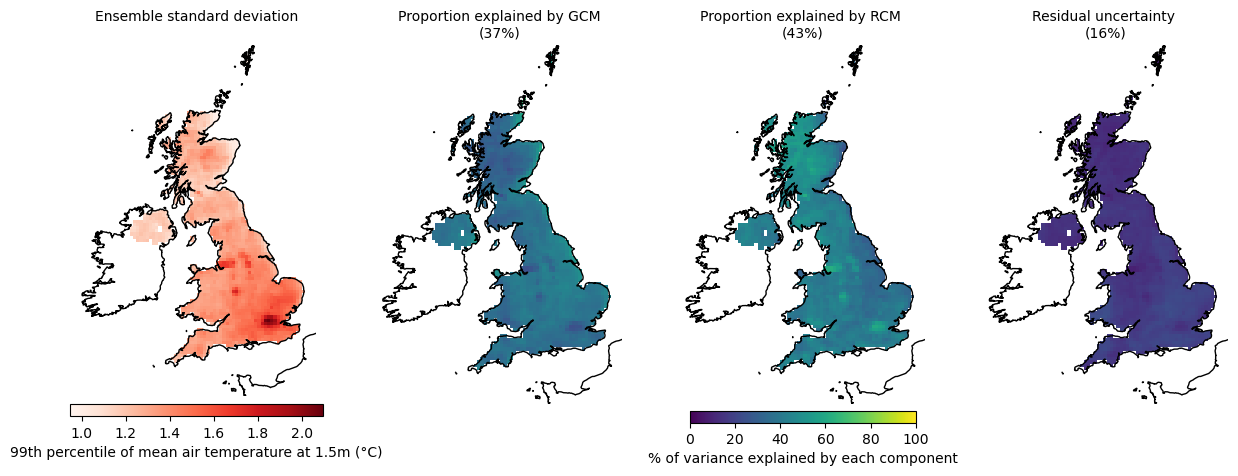 Ensemble standard deviation
Proportion explained by GCM
(37%)
Proportion explained by RCM
(43%)
Residual uncertainty
(16%)
1.0 1.2 1.4 1.6 1.8 2.0
99th percentile of mean air temperature at 1.5m (°C)
0 20 40 60 80 100
% of variance explained by each component